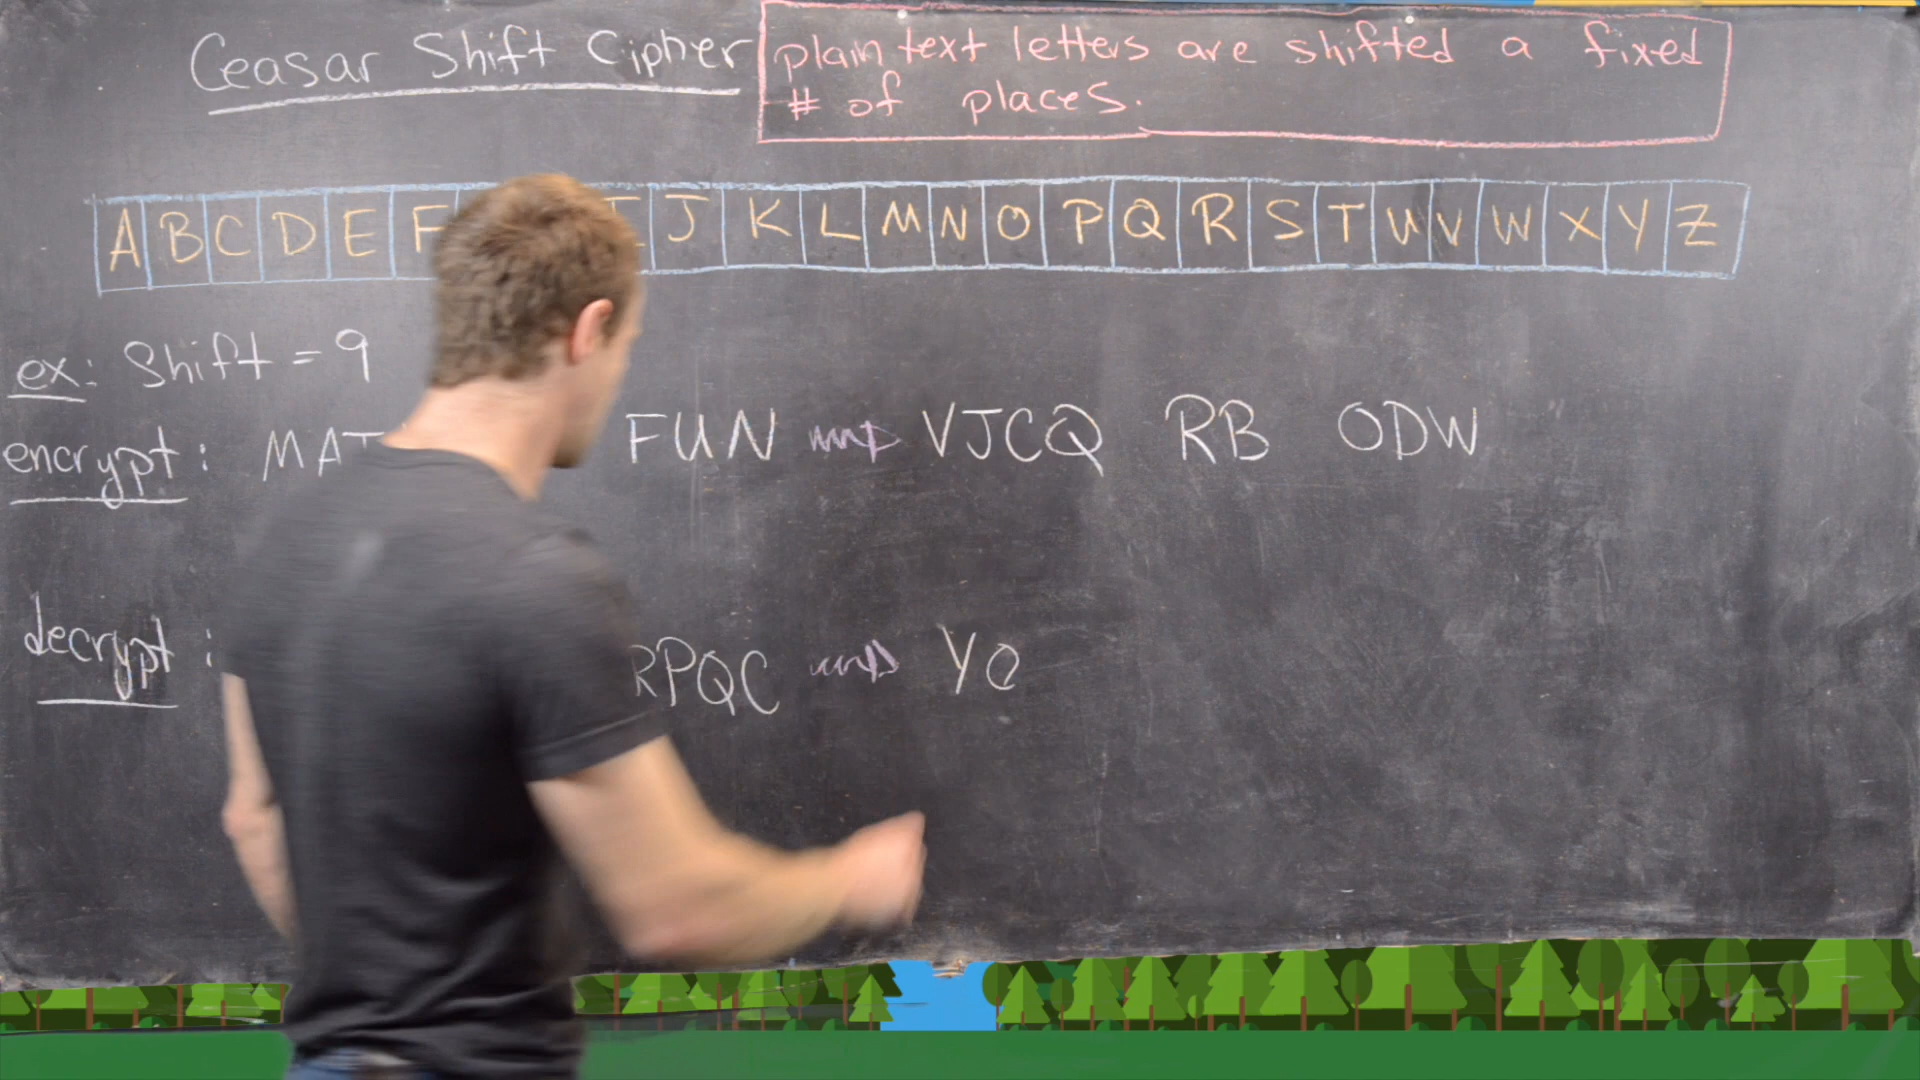 Ceasar Shift Cipher
plain text letters are shifted a fixed
# of places.
A B C D E F J K L M N O P Q R S T U V W X Y Z
ex: Shift = 9
encrypt: MAT FUN VJCQ RB ODW
decrypt: RPQC YO